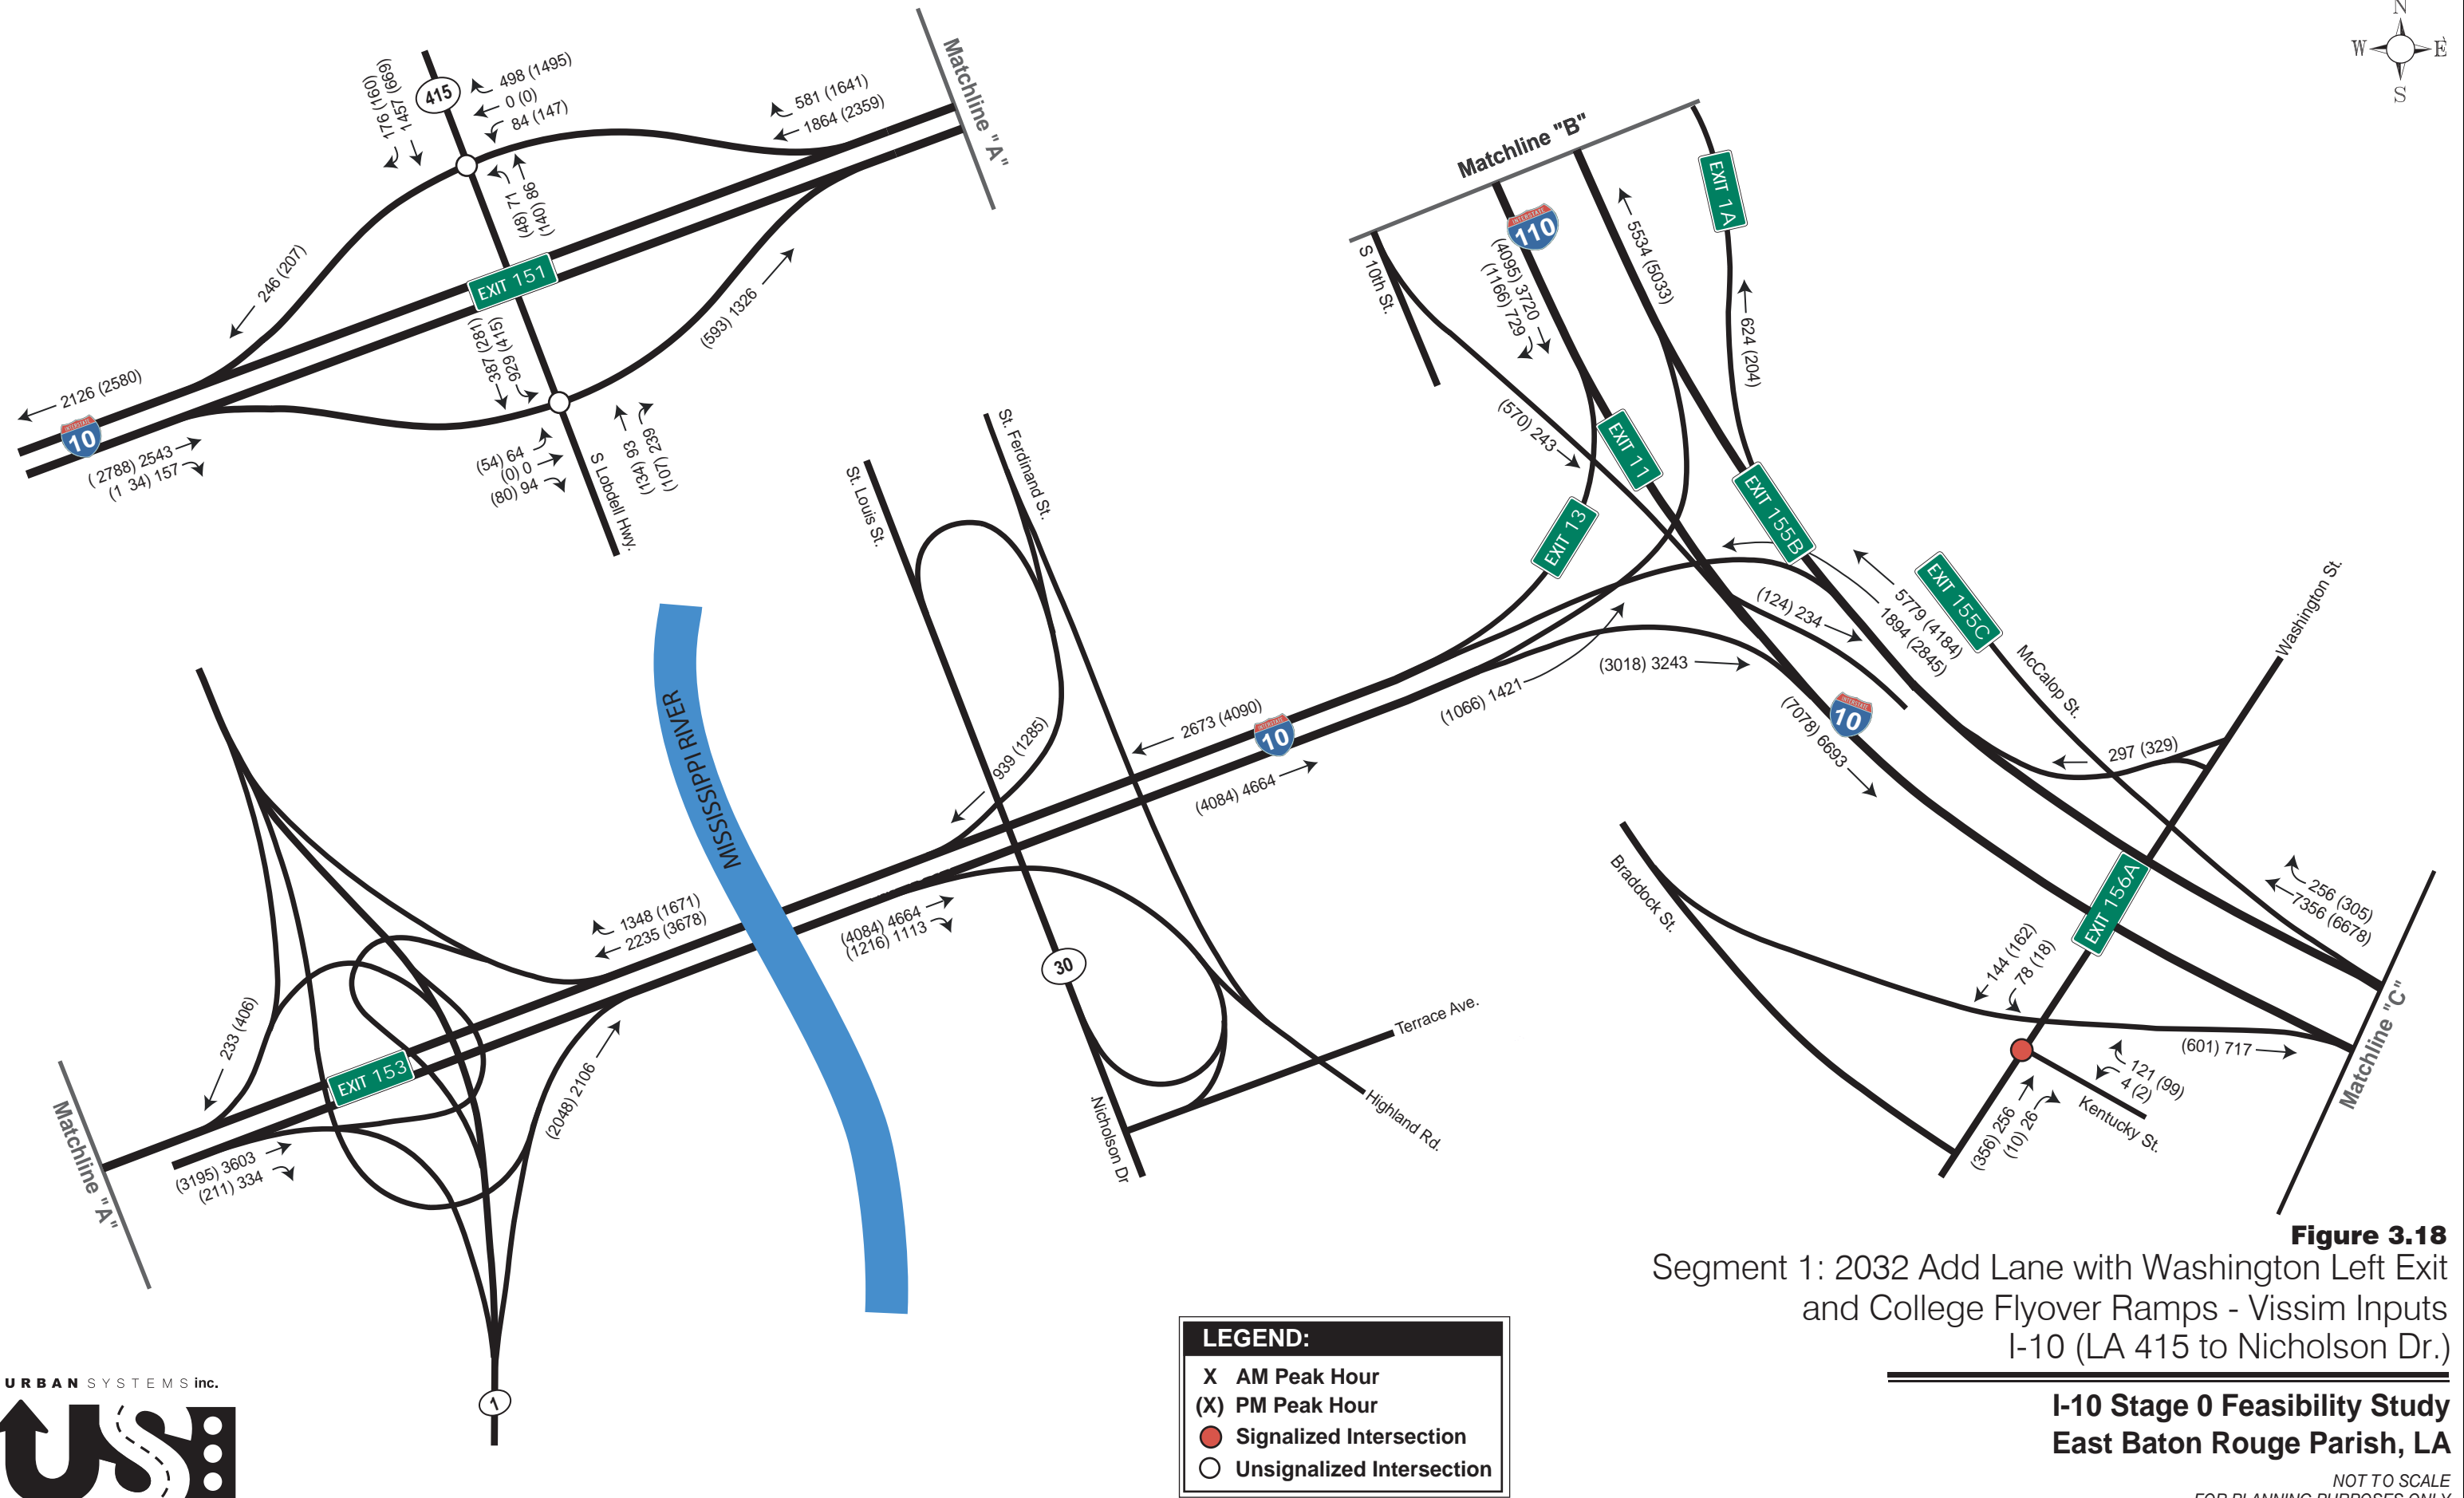 N
W
E
S
Matchline "A"
415
498 (1495)
0 (0)
84 (147)
1457 (669)
176 (160)
581 (1641)
1864 (2359)
(140) 86
(48) 71
EXIT 151
246 (207)
(593) 1326
929 (415)
387 (281)
2126 (2580)
INTERSTATE
10
( 2788) 2543
(1 34) 157
(54) 64
(0) 0
(80) 94
(134) 93
(107) 239
S Lobdell Hwy.
Matchline "B"
S 10th St.
INTERSTATE
110
(4095) 3720
(1166) 729
5534 (5033)
EXIT 1A
624 (204)
(570) 243
EXIT 11
EXIT 13
EXIT 155B
EXIT 155C
5779 (4184)
1894 (2845)
(124) 234
McCalop St.
Washington St.
St. Louis St.
St. Ferdinand St.
(3018) 3243
(1066) 1421
(7078) 6693
INTERSTATE
10
297 (329)
MISSISSIPPI RIVER
939 (1285)
2673 (4090)
INTERSTATE
10
(4084) 4664
1348 (1671)
2235 (3678)
(4084) 4664
(1216) 1113
30
Terrace Ave.
Highland Rd.
Nicholson Dr
Braddock St.
EXIT 156A
256 (305)
7356 (6678)
144 (162)
78 (18)
(601) 717
121 (99)
4 (2)
Kentucky St.
(356) 256
(10) 26
Matchline "C"
233 (406)
EXIT 153
(2048) 2106
(3195) 3603
(211) 334
Matchline "A"
1
Figure 3.18
Segment 1: 2032 Add Lane with Washington Left Exit
and College Flyover Ramps - Vissim Inputs
I-10 (LA 415 to Nicholson Dr.)
I-10 Stage 0 Feasibility Study
East Baton Rouge Parish, LA
NOT TO SCALE
FOR PLANNING PURPOSES ONLY
LEGEND:
X AM Peak Hour
(X) PM Peak Hour
Signalized Intersection
Unsignalized Intersection
URBAN SYSTEMS inc.
US